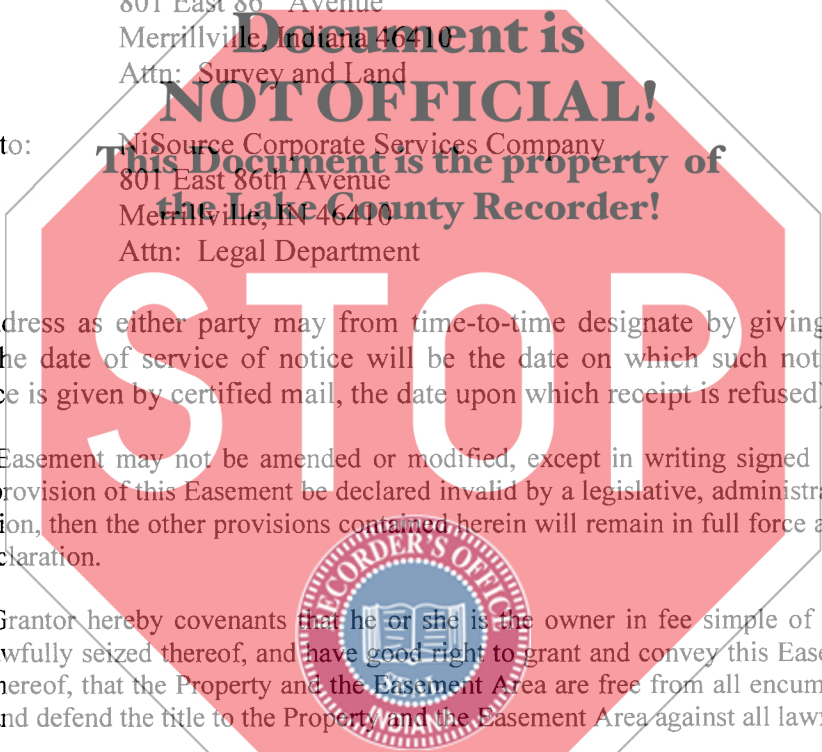 801 East 86 Avenue
Document is
Merrillville, Indiana 46410
Attn: Survey and Land
NOT OFFICIAL!
to: NiSource Corporate Services Company
This Document is the property of
801 East 86th Avenue
the Lake County Recorder!
Merrillville, IN 46410
Attn: Legal Department
STOP
dress as either party may from time-to-time designate by giving
he date of service of notice will be the date on which such not
ce is given by certified mail, the date upon which receipt is refused)
Easement may not be amended or modified, except in writing signed
provision of this Easement be declared invalid by a legislative, administra
ion, then the other provisions contained herein will remain in full force a
claration.
RECORDER'S OFFIC
Grantor hereby covenants that he or she is the owner in fee simple of
wfully seized thereof, and have good right to grant and convey this Ease
hereof, that the Property and the Easement Area are free from all encum
nd defend the title to the Property and the Easement Area against all law
INDIANA